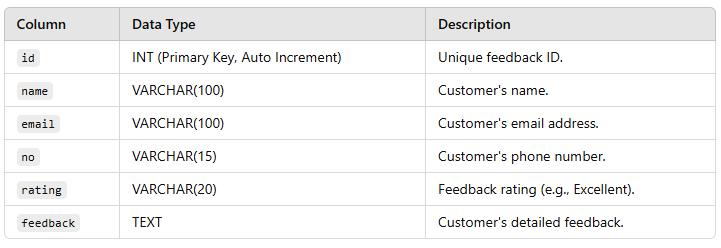 Column Data Type Description
id INT (Primary Key, Auto Increment) Unique feedback ID.
name VARCHAR(100) Customer's name.
email VARCHAR(100) Customer's email address.
no VARCHAR(15) Customer's phone number.
rating VARCHAR(20) Feedback rating (e.g., Excellent).
feedback TEXT Customer's detailed feedback.